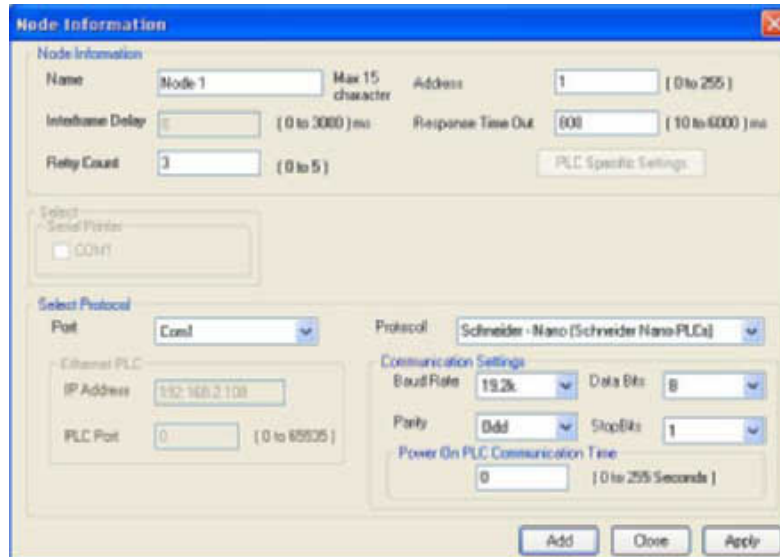 Node Information
Node Information
Name Node 1 Max 15 character Address 1 ( 0 to 255 )
Interframe Delay 0 ( 0 to 3000 ) ms Response Time Out 800 ( 10 to 6000 ) ms
Retry Count 3 ( 0 to 5 ) PLC Specific Settings
Select
Serial Printer
COM1
Select Protocol
Port Com1 Protocol Schneider - Nano (Schneider Nano PLCs)
Ethernet PLC
IP Address 192.168.2.108
PLC Port 0 ( 0 to 65535 )
Communication Settings
Baud Rate 19.2k Data Bits 8
Parity Odd StopBits 1
Power On PLC Communication Time
0 ( 0 to 255 Seconds )
Add Close Apply